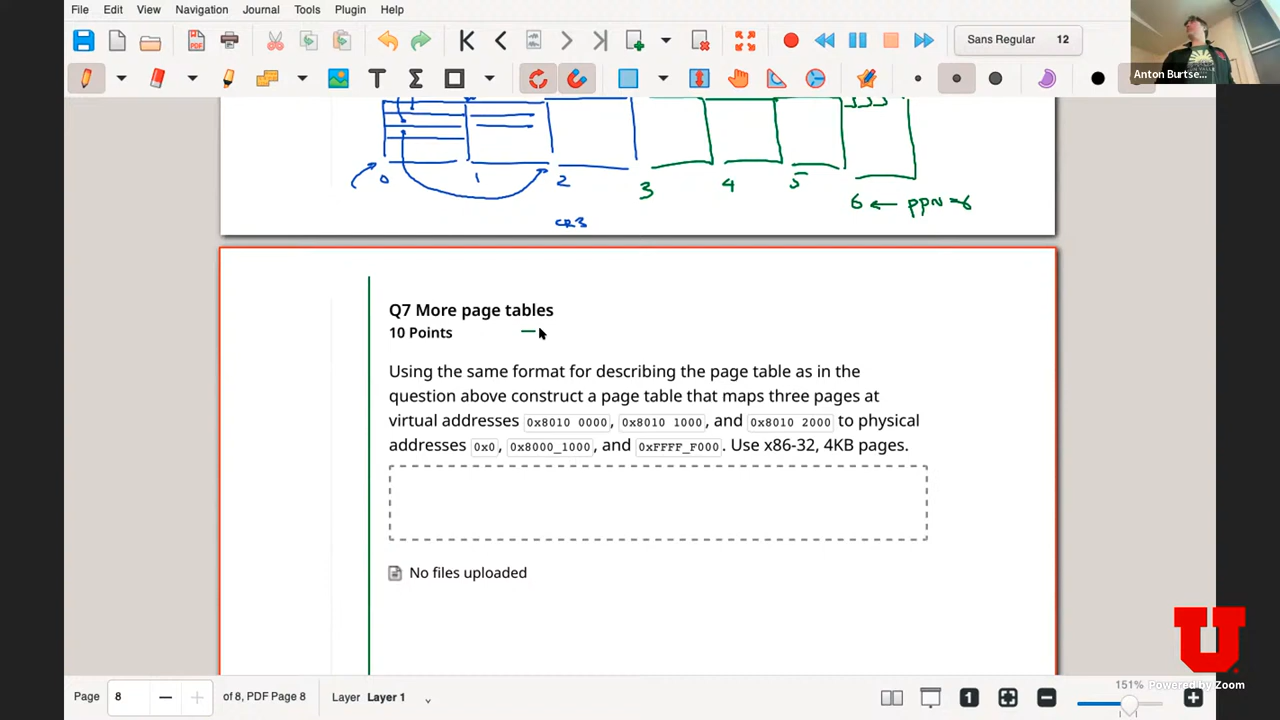 File Edit View Navigation Journal Tools Plugin Help
Sans Regular 12
Anton Burtse...
0 1 2 3 4 5 6 ← ppn = 6
CR3
Q7 More page tables
10 Points
Using the same format for describing the page table as in the
question above construct a page table that maps three pages at
virtual addresses 0x8010 0000, 0x8010 1000, and 0x8010 2000 to physical
addresses 0x0, 0x8000_1000, and 0xFFFF_F000. Use x86-32, 4KB pages.
No files uploaded
U
Page 8 of 8, PDF Page 8 Layer Layer 1 151%
Powered by Zoom